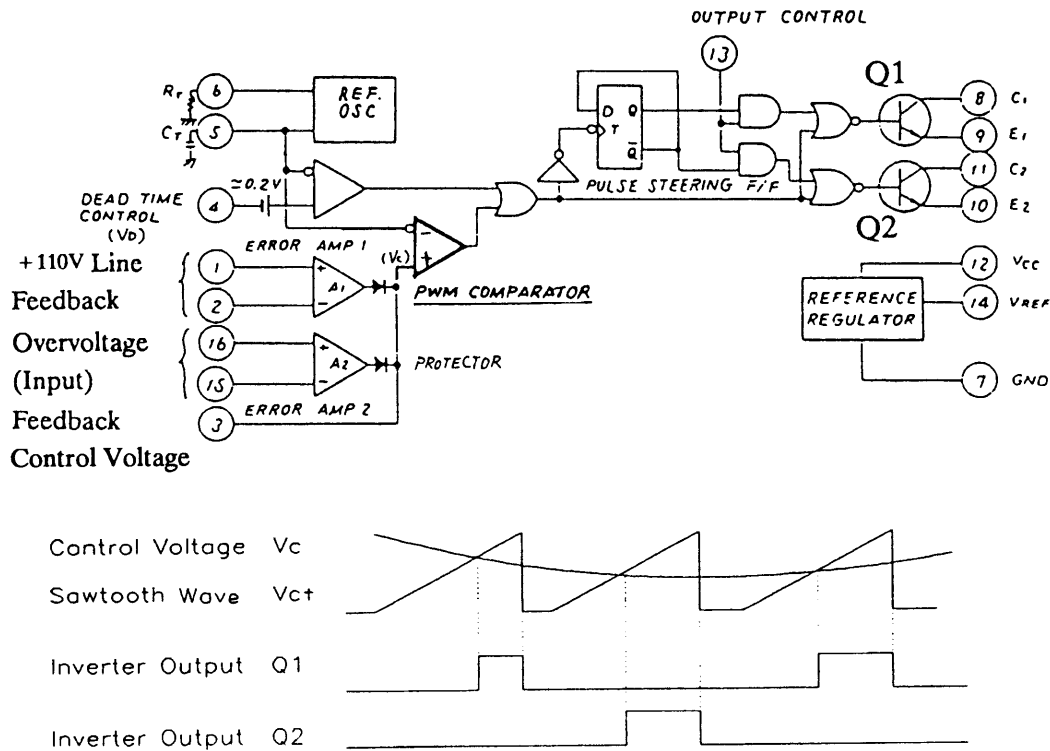 OUTPUT CONTROL
13
Q1
RT
6
REF.
OSC
CT
5
D Q
T
Q̅
8 C1
9 E1
11 C2
10 E2
Q2
≃0.2V
DEAD TIME
CONTROL
(VD)
4
PULSE STEERING F/F
ERROR AMP 1
(Vc)
- +
PWM COMPARATOR
+110V Line
Feedback
1
2
+ A1 -
Overvoltage
(Input)
16
15
+ A2 -
PROTECTOR
ERROR AMP 2
Feedback
Control Voltage
3
12 VCC
REFERENCE
REGULATOR
14 VREF
7 GND
Control Voltage Vc
Sawtooth Wave Vct
Inverter Output Q1
Inverter Output Q2